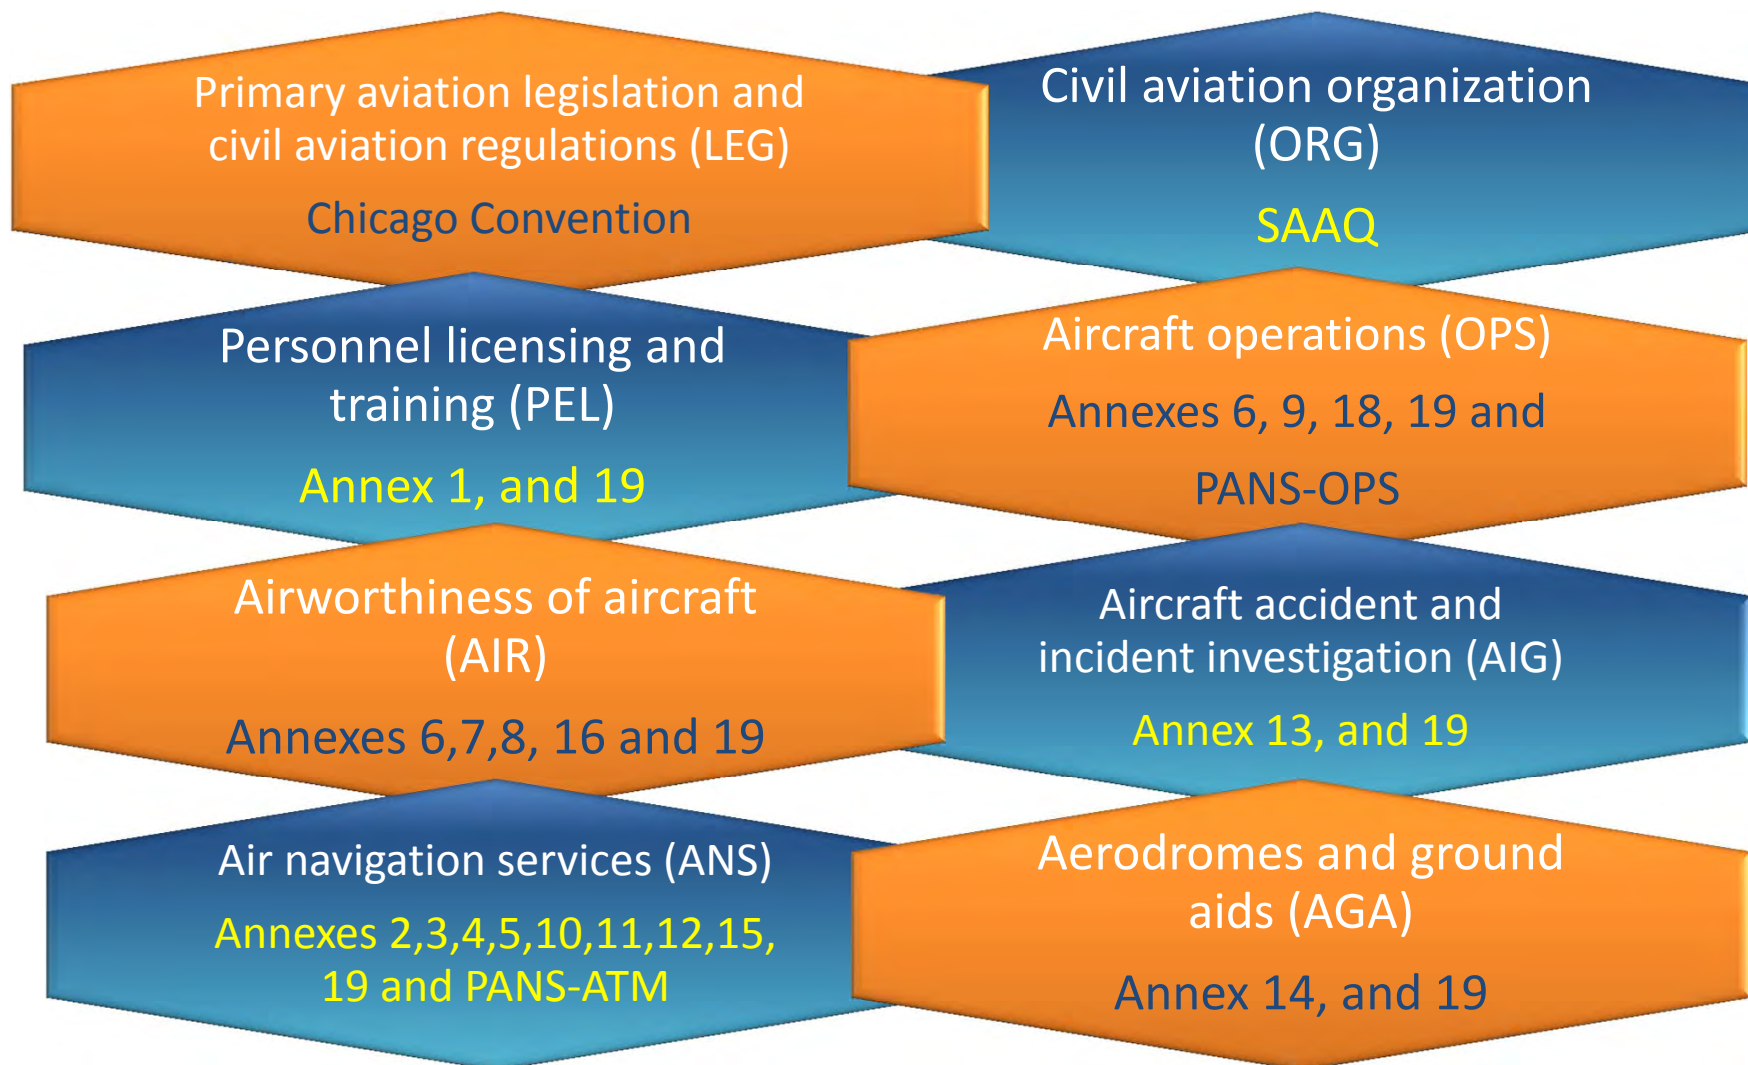 Primary aviation legislation and
civil aviation regulations (LEG)
Chicago Convention
Civil aviation organization
(ORG)
SAAQ
Personnel licensing and
training (PEL)
Annex 1, and 19
Aircraft operations (OPS)
Annexes 6, 9, 18, 19 and
PANS-OPS
Airworthiness of aircraft
(AIR)
Annexes 6,7,8, 16 and 19
Aircraft accident and
incident investigation (AIG)
Annex 13, and 19
Air navigation services (ANS)
Annexes 2,3,4,5,10,11,12,15,
19 and PANS-ATM
Aerodromes and ground
aids (AGA)
Annex 14, and 19